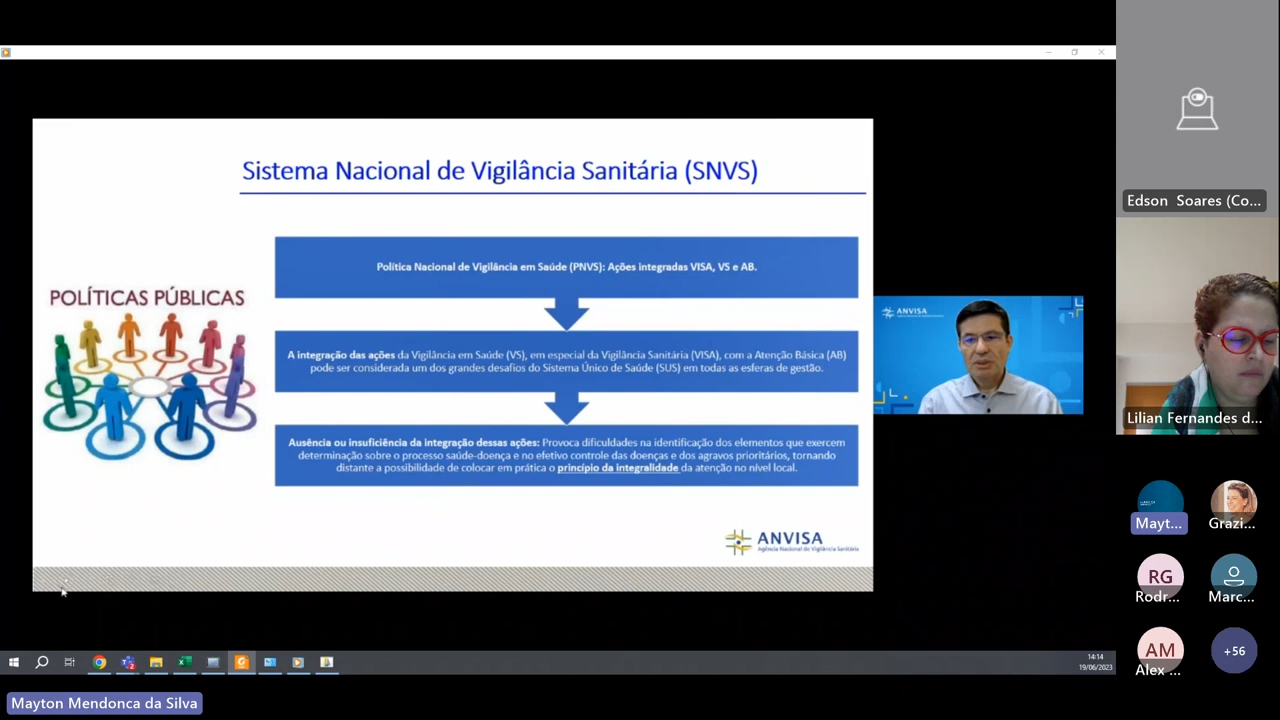 Sistema Nacional de Vigilância Sanitária (SNVS)
Política Nacional de Vigilância em Saúde (PNVS): Ações integradas VISA, VS e AB.
POLÍTICAS PÚBLICAS
A integração das ações da Vigilância em Saúde (VS), em especial da Vigilância Sanitária (VISA), com a Atenção Básica (AB)
pode ser considerada um dos grandes desafios do Sistema Único de Saúde (SUS) em todas as esferas de gestão.
Ausência ou insuficiência da integração dessas ações: Provoca dificuldades na identificação dos elementos que exercem
determinação sobre o processo saúde-doença e no efetivo controle das doenças e dos agravos prioritários, tornando
distante a possibilidade de colocar em prática o princípio da integralidade da atenção no nível local.
ANVISA
Agência Nacional de Vigilância Sanitária
ANVISA
Edson Soares (Co...
Lilian Fernandes d...
Mayt...
Grazi...
RG
Rodr...
Marc...
AM
Alex ...
+56
14:14
19/06/2023
Mayton Mendonca da Silva